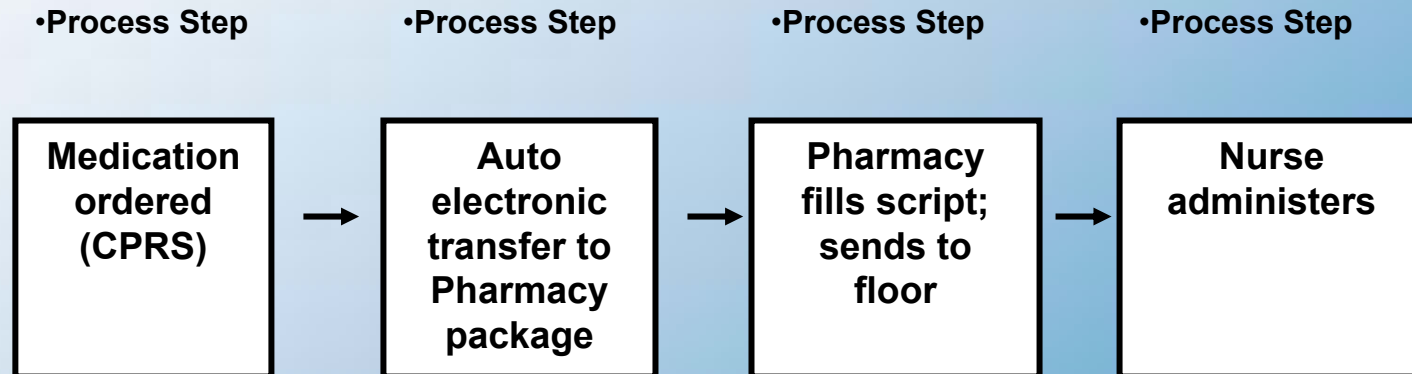 •Process Step
•Process Step
•Process Step
•Process Step
Medication
ordered
(CPRS)
Auto
electronic
transfer to
Pharmacy
package
Pharmacy
fills script;
sends to
floor
Nurse
administers